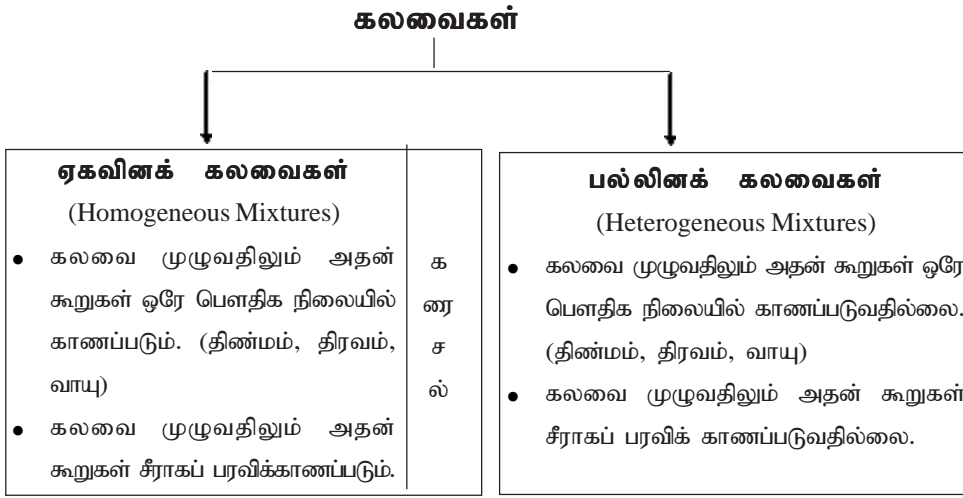 கலவைகள்
ஏகவினக் கலவைகள்
(Homogeneous Mixtures)
• கலவை முழுவதிலும் அதன்
கூறுகள் ஒரே பௌதிக நிலையில்
காணப்படும். (திண்மம், திரவம்,
வாயு)
• கலவை முழுவதிலும் அதன்
கூறுகள் சீராகப் பரவிக்காணப்படும்.
க
ரை
ச
ல்
பல்லினக் கலவைகள்
(Heterogeneous Mixtures)
• கலவை முழுவதிலும் அதன் கூறுகள் ஒரே
பௌதிக நிலையில் காணப்படுவதில்லை.
(திண்மம், திரவம், வாயு)
• கலவை முழுவதிலும் அதன் கூறுகள்
சீராகப் பரவிக் காணப்படுவதில்லை.